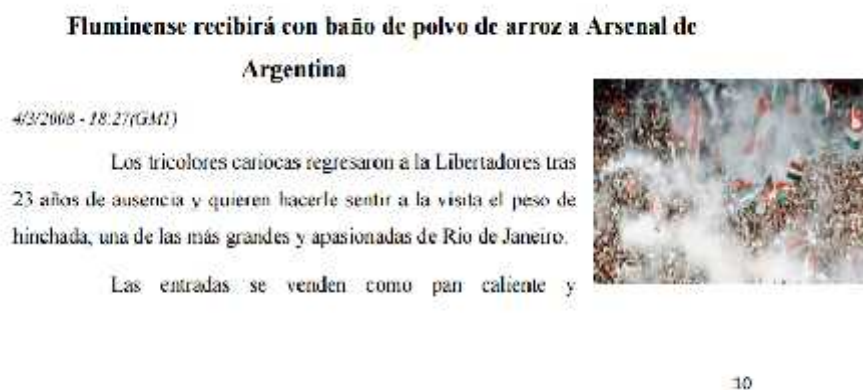 Fluminense recibirá con baño de polvo de arroz a Arsenal de
Argentina
4/3/2008 - 18:27(GMT)
Los tricolores cariocas regresaron a la Libertadores tras
23 años de ausencia y quieren hacerle sentir a la visita el peso de
hinchada, una de las más grandes y apasionadas de Río de Janeiro.
Las entradas se venden como pan caliente y
10